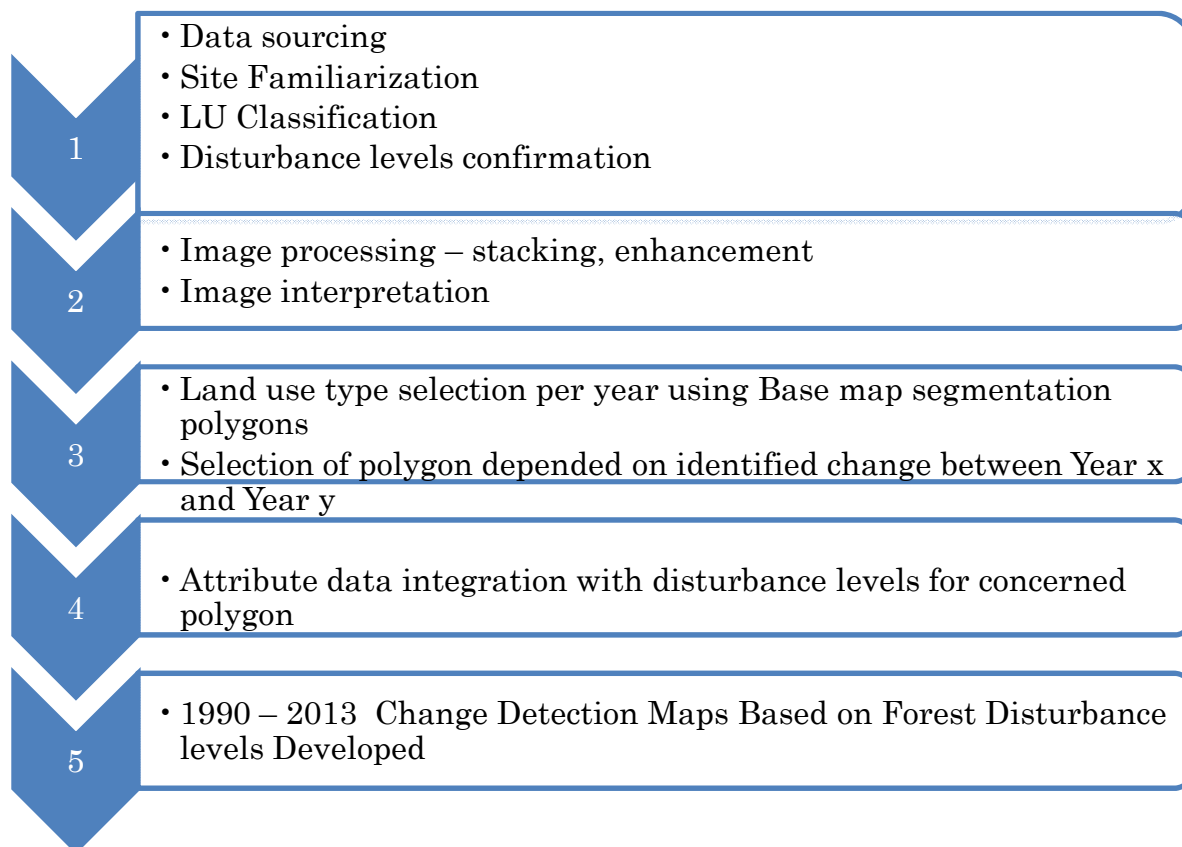 1
• Data sourcing
• Site Familiarization
• LU Classification
• Disturbance levels confirmation
2
• Image processing – stacking, enhancement
• Image interpretation
3
• Land use type selection per year using Base map segmentation
polygons
• Selection of polygon depended on identified change between Year x
and Year y
4
• Attribute data integration with disturbance levels for concerned
polygon
5
• 1990 – 2013  Change Detection Maps Based on Forest Disturbance
levels Developed